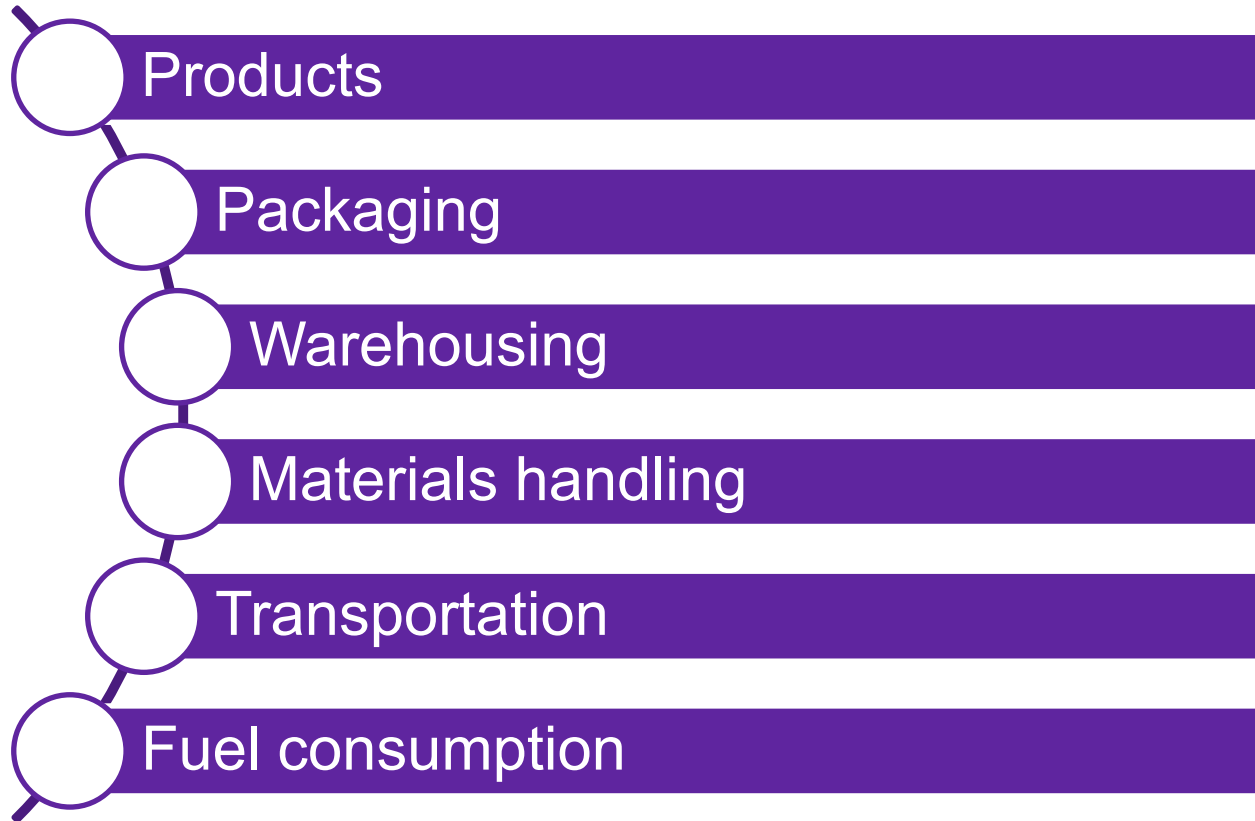 Products
Packaging
Warehousing
Materials handling
Transportation
Fuel consumption